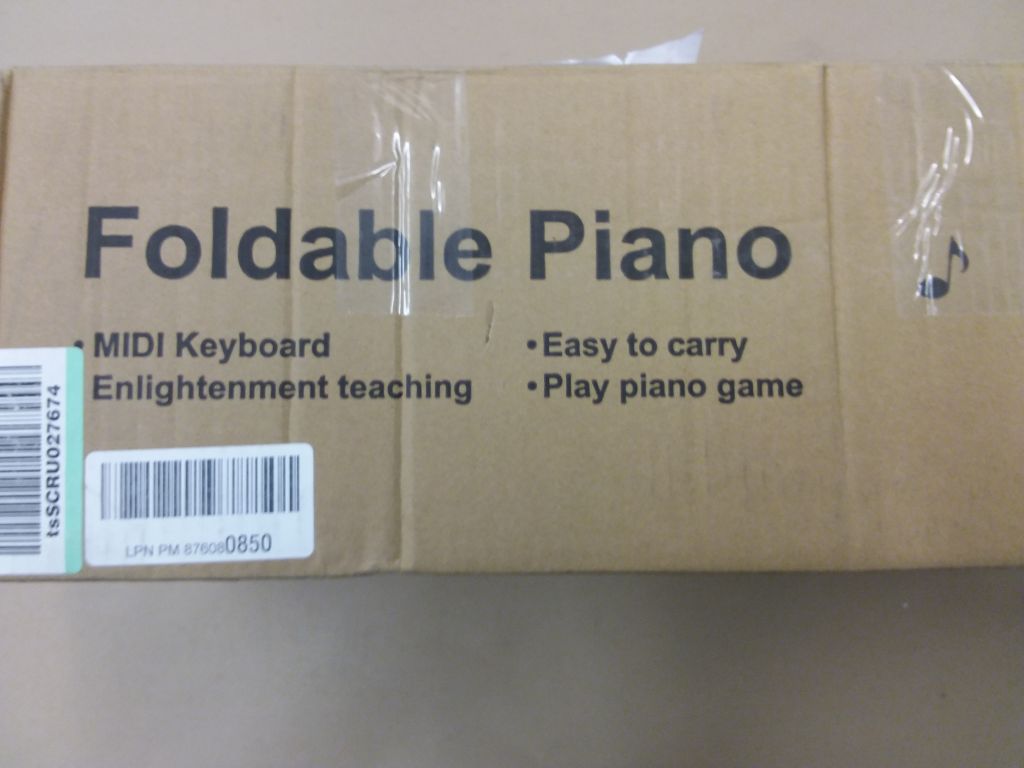 Foldable Piano
• MIDI Keyboard
Enlightenment teaching
• Easy to carry
• Play piano game
tsSCRU027674
LPN PM 876080850